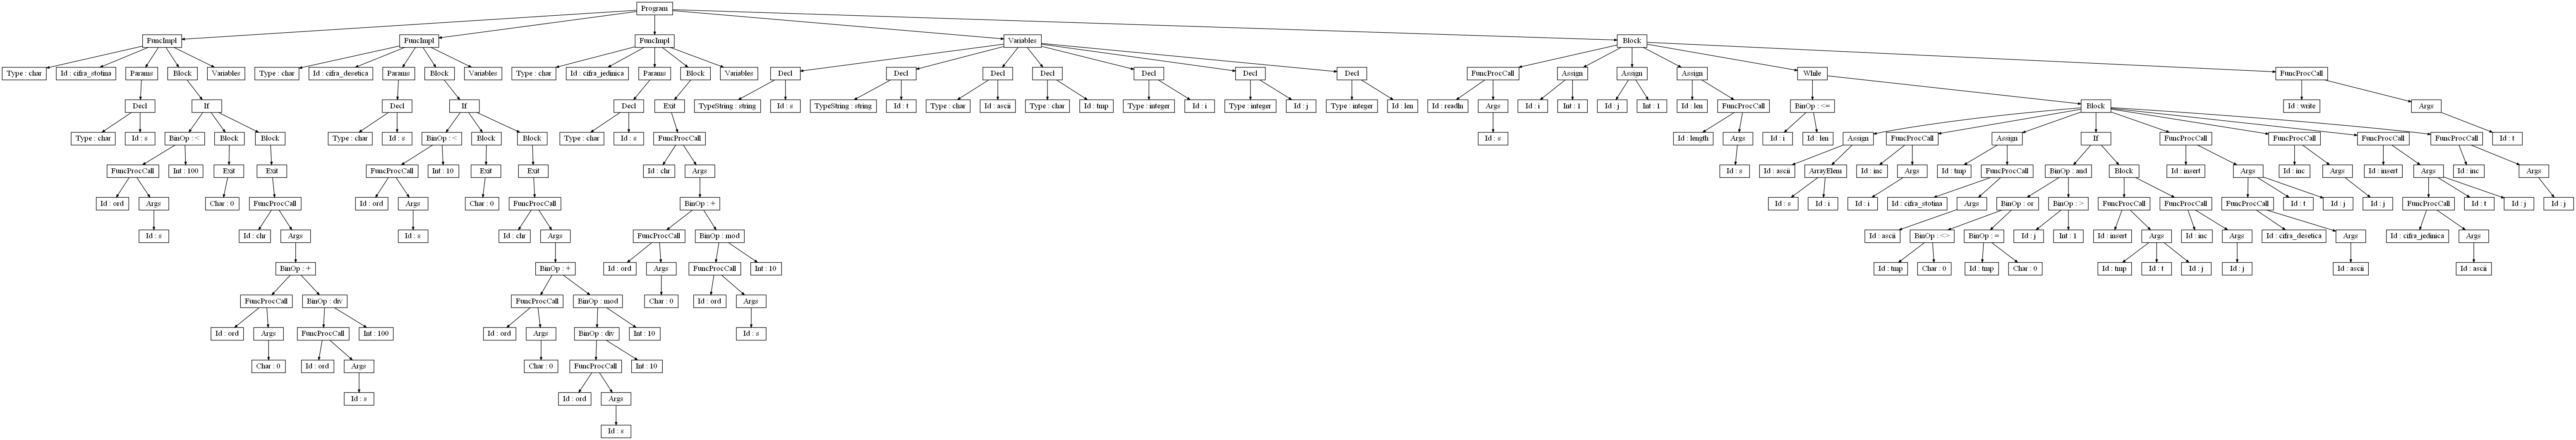 Program
FuncImpl FuncImpl FuncImpl Variables Block
Type : char Id : cifra_stotina Params Block Variables Type : char Id : cifra_desetica Params Block Variables Type : char Id : cifra_jedinica Params Block Variables Decl Decl Decl Decl Decl Decl Decl FuncProcCall Assign Assign Assign While FuncProcCall
Decl If Decl If Decl Exit TypeString : string Id : s TypeString : string Id : t Type : char Id : ascii Type : char Id : tmp Type : integer Id : i Type : integer Id : j Type : integer Id : len Id : readln Args Id : i Int : 1 Id : j Int : 1 Id : len FuncProcCall BinOp : <= Block Id : write Args
Type : char Id : s BinOp : < Block Block Type : char Id : s BinOp : < Block Block Type : char Id : s FuncProcCall Id : s Id : length Args Id : i Id : len Assign FuncProcCall Assign If FuncProcCall FuncProcCall FuncProcCall FuncProcCall Id : t
FuncProcCall Int : 100 Exit Exit FuncProcCall Int : 10 Exit Exit Id : chr Args Id : s Id : ascii ArrayElem Id : inc Args Id : tmp FuncProcCall BinOp : and Block Id : insert Args Id : inc Args Id : insert Args Id : inc Args
Id : ord Args Char : 0 FuncProcCall Id : ord Args Char : 0 FuncProcCall BinOp : + Id : s Id : i Id : i Id : cifra_stotina Args BinOp : or BinOp : > FuncProcCall FuncProcCall FuncProcCall Id : t Id : j Id : j FuncProcCall Id : t Id : j Id : j
Id : s Id : chr Args Id : s Id : chr Args FuncProcCall BinOp : mod Id : ascii BinOp : <> BinOp : = Id : j Int : 1 Id : insert Args Id : inc Args Id : cifra_desetica Args Id : cifra_jedinica Args
BinOp : + BinOp : + Id : ord Args FuncProcCall Int : 10 Id : tmp Char : 0 Id : tmp Char : 0 Id : tmp Id : t Id : j Id : j Id : ascii Id : ascii
FuncProcCall BinOp : div FuncProcCall BinOp : mod Char : 0 Id : ord Args
Id : ord Args FuncProcCall Int : 100 Id : ord Args BinOp : div Int : 10 Id : s
Char : 0 Id : ord Args Char : 0 FuncProcCall Int : 10
Id : s Id : ord Args
Id : s